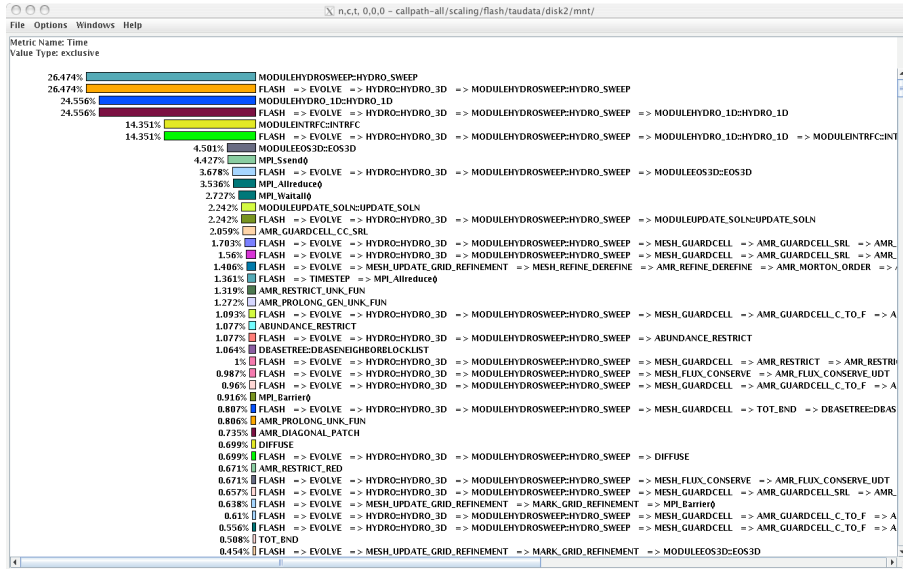 n,c,t, 0,0,0 – callpath-all/scaling/flash/taudata/disk2/mnt/
File Options Windows Help
Metric Name: Time
Value Type: exclusive
26.474% MODULEHYDROSWEEP::HYDRO_SWEEP
26.474% FLASH => EVOLVE => HYDRO::HYDRO_3D => MODULEHYDROSWEEP::HYDRO_SWEEP
24.556% MODULEHYDRO_1D::HYDRO_1D
24.556% FLASH => EVOLVE => HYDRO::HYDRO_3D => MODULEHYDROSWEEP::HYDRO_SWEEP => MODULEHYDRO_1D::HYDRO_1D
14.351% MODULEINTRFC::INTRFC
14.351% FLASH => EVOLVE => HYDRO::HYDRO_3D => MODULEHYDROSWEEP::HYDRO_SWEEP => MODULEHYDRO_1D::HYDRO_1D => MODULEINTRFC::INT
4.501% MODULEEOS3D::EOS3D
4.427% MPI_Ssend()
3.678% FLASH => EVOLVE => HYDRO::HYDRO_3D => MODULEHYDROSWEEP::HYDRO_SWEEP => MODULEEOS3D::EOS3D
3.536% MPI_Allreduce()
2.727% MPI_Waitall()
2.242% MODULEUPDATE_SOLN::UPDATE_SOLN
2.242% FLASH => EVOLVE => HYDRO::HYDRO_3D => MODULEHYDROSWEEP::HYDRO_SWEEP => MODULEUPDATE_SOLN::UPDATE_SOLN
2.059% AMR_GUARDCELL_CC_SRL
1.703% FLASH => EVOLVE => HYDRO::HYDRO_3D => MODULEHYDROSWEEP::HYDRO_SWEEP => MESH_GUARDCELL => AMR_GUARDCELL_SRL => AMR_
1.56% FLASH => EVOLVE => HYDRO::HYDRO_3D => MODULEHYDROSWEEP::HYDRO_SWEEP => MESH_GUARDCELL => AMR_GUARDCELL_SRL => AMR_
1.406% FLASH => EVOLVE => MESH_UPDATE_GRID_REFINEMENT => MESH_REFINE_DEREFINE => AMR_REFINE_DEREFINE => AMR_MORTON_ORDER =>
1.361% FLASH => TIMESTEP => MPI_Allreduce()
1.319% AMR_RESTRICT_UNK_FUN
1.272% AMR_PROLONG_GEN_UNK_FUN
1.093% FLASH => EVOLVE => HYDRO::HYDRO_3D => MODULEHYDROSWEEP::HYDRO_SWEEP => MESH_GUARDCELL => AMR_GUARDCELL_C_TO_F => A
1.077% ABUNDANCE_RESTRICT
1.077% FLASH => EVOLVE => HYDRO::HYDRO_3D => MODULEHYDROSWEEP::HYDRO_SWEEP => ABUNDANCE_RESTRICT
1.064% DBASETREE::DBASENEIGHBORBLOCKLIST
1% FLASH => EVOLVE => HYDRO::HYDRO_3D => MODULEHYDROSWEEP::HYDRO_SWEEP => MESH_GUARDCELL => AMR_RESTRICT => AMR_RESTRI
0.987% FLASH => EVOLVE => HYDRO::HYDRO_3D => MODULEHYDROSWEEP::HYDRO_SWEEP => MESH_FLUX_CONSERVE => AMR_FLUX_CONSERVE_UDT
0.96% FLASH => EVOLVE => HYDRO::HYDRO_3D => MODULEHYDROSWEEP::HYDRO_SWEEP => MESH_GUARDCELL => AMR_GUARDCELL_C_TO_F => A
0.916% MPI_Barrier()
0.807% FLASH => EVOLVE => HYDRO::HYDRO_3D => MODULEHYDROSWEEP::HYDRO_SWEEP => MESH_GUARDCELL => TOT_BND => DBASETREE::DBAS
0.806% AMR_PROLONG_UNK_FUN
0.735% AMR_DIAGONAL_PATCH
0.699% DIFFUSE
0.699% FLASH => EVOLVE => HYDRO::HYDRO_3D => MODULEHYDROSWEEP::HYDRO_SWEEP => DIFFUSE
0.671% AMR_RESTRICT_RED
0.671% FLASH => EVOLVE => HYDRO::HYDRO_3D => MODULEHYDROSWEEP::HYDRO_SWEEP => MESH_FLUX_CONSERVE => AMR_FLUX_CONSERVE_UDT
0.657% FLASH => EVOLVE => HYDRO::HYDRO_3D => MODULEHYDROSWEEP::HYDRO_SWEEP => MESH_GUARDCELL => AMR_GUARDCELL_SRL => AMR_
0.638% FLASH => EVOLVE => MESH_UPDATE_GRID_REFINEMENT => MARK_GRID_REFINEMENT => MPI_Barrier()
0.61% FLASH => EVOLVE => HYDRO::HYDRO_3D => MODULEHYDROSWEEP::HYDRO_SWEEP => MESH_GUARDCELL => AMR_GUARDCELL_C_TO_F => A
0.556% FLASH => EVOLVE => HYDRO::HYDRO_3D => MODULEHYDROSWEEP::HYDRO_SWEEP => MESH_GUARDCELL => AMR_GUARDCELL_C_TO_F => A
0.508% TOT_BND
0.454% FLASH => EVOLVE => MESH_UPDATE_GRID_REFINEMENT => MARK_GRID_REFINEMENT => MODULEEOS3D::EOS3D